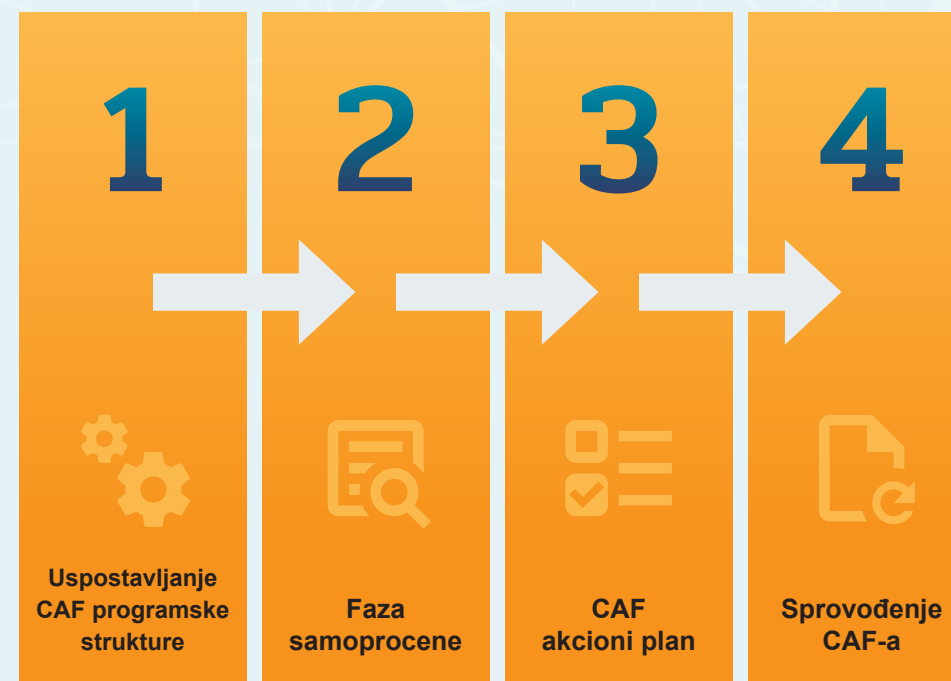 1
2
3
4
Uspostavljanje
CAF programske
strukture
Faza
samoprocene
CAF
akcioni plan
Sprovođenje
CAF-a